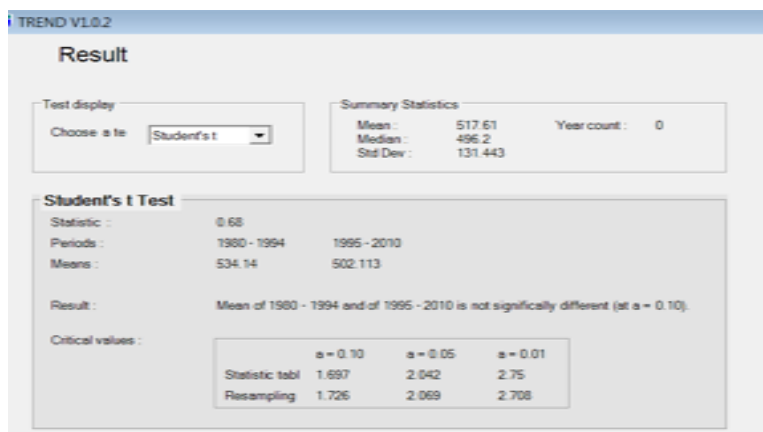 TREND V1.0.2
Result
Test display
Choose a te Student's t
Summary Statistics
Mean : 517.61 Year count : 0
Median : 496.2
Std Dev : 131.443
Student's t Test
Statistic : 0.68
Periods : 1980 - 1994 1995 - 2010
Means : 534.14 502.113
Result : Mean of 1980 - 1994 and of 1995 - 2010 is not significally different (at a = 0.10).
Critical values :
a = 0.10 a = 0.05 a = 0.01
Statistic tabl 1.697 2.042 2.75
Resampling 1.726 2.069 2.708